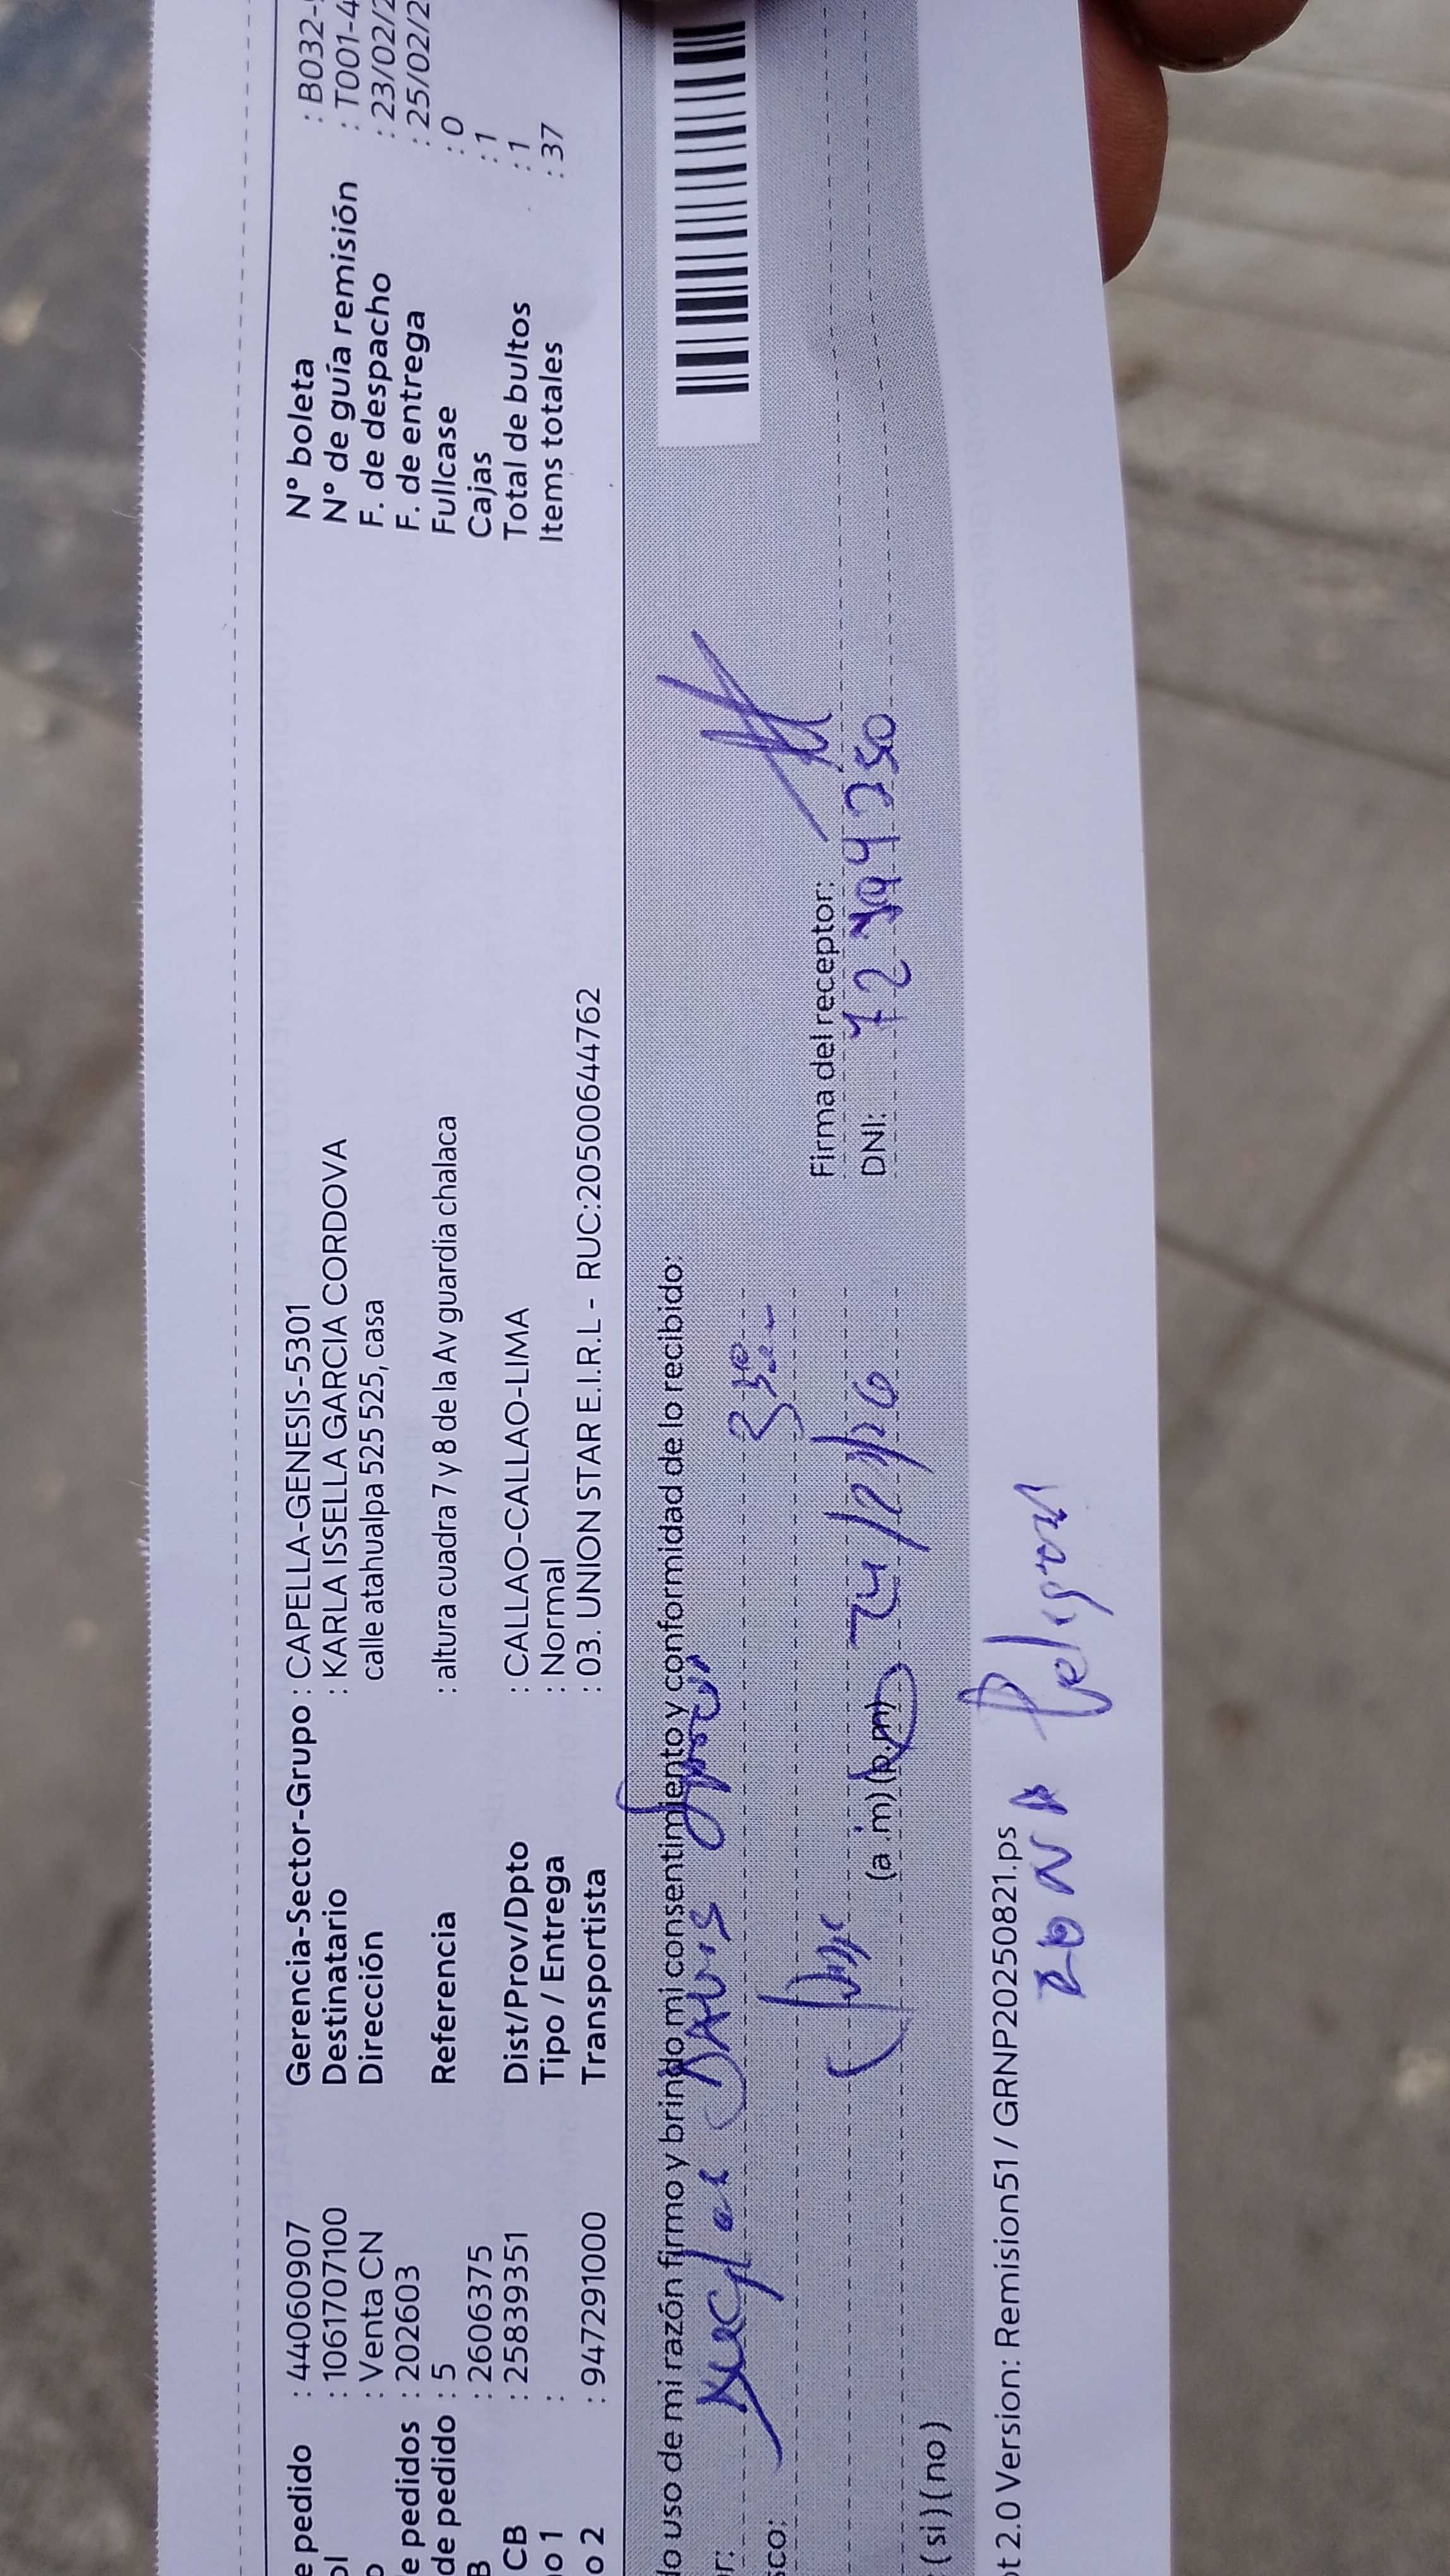 e pedido : 44060907
ol : 1061707100
o : Venta CN
e pedidos : 202603
de pedido : 5
B : 2606375
CB : 25839351
no 1 :
o 2 : 947291000
Gerencia-Sector-Grupo : CAPELLA-GENESIS-5301
Destinatario : KARLA ISSELLA GARCIA CORDOVA
Dirección calle atahualpa 525 525, casa
Referencia : altura cuadra 7 y 8 de la Av guardia chalaca
Dist/Prov/Dpto : CALLAO-CALLAO-LIMA
Tipo / Entrega : Normal
Transportista : 03. UNION STAR E.I.R.L - RUC:20500644762
N° boleta : B032-
N° de guía remisión : T001-4
F. de despacho : 23/02/2
F. de entrega : 25/02/2
Fullcase : 0
Cajas : 1
Total de bultos : 1
Items totales : 37
do uso de mi razón firmo y brindo mi consentimiento y conformidad de lo recibido:
r:
sco:
Firma del receptor:
(a .m) (p.m)
DNI:
(si) (no)
ot 2.0 Version: Remision51 / GRNP20250821.ps
ZONA